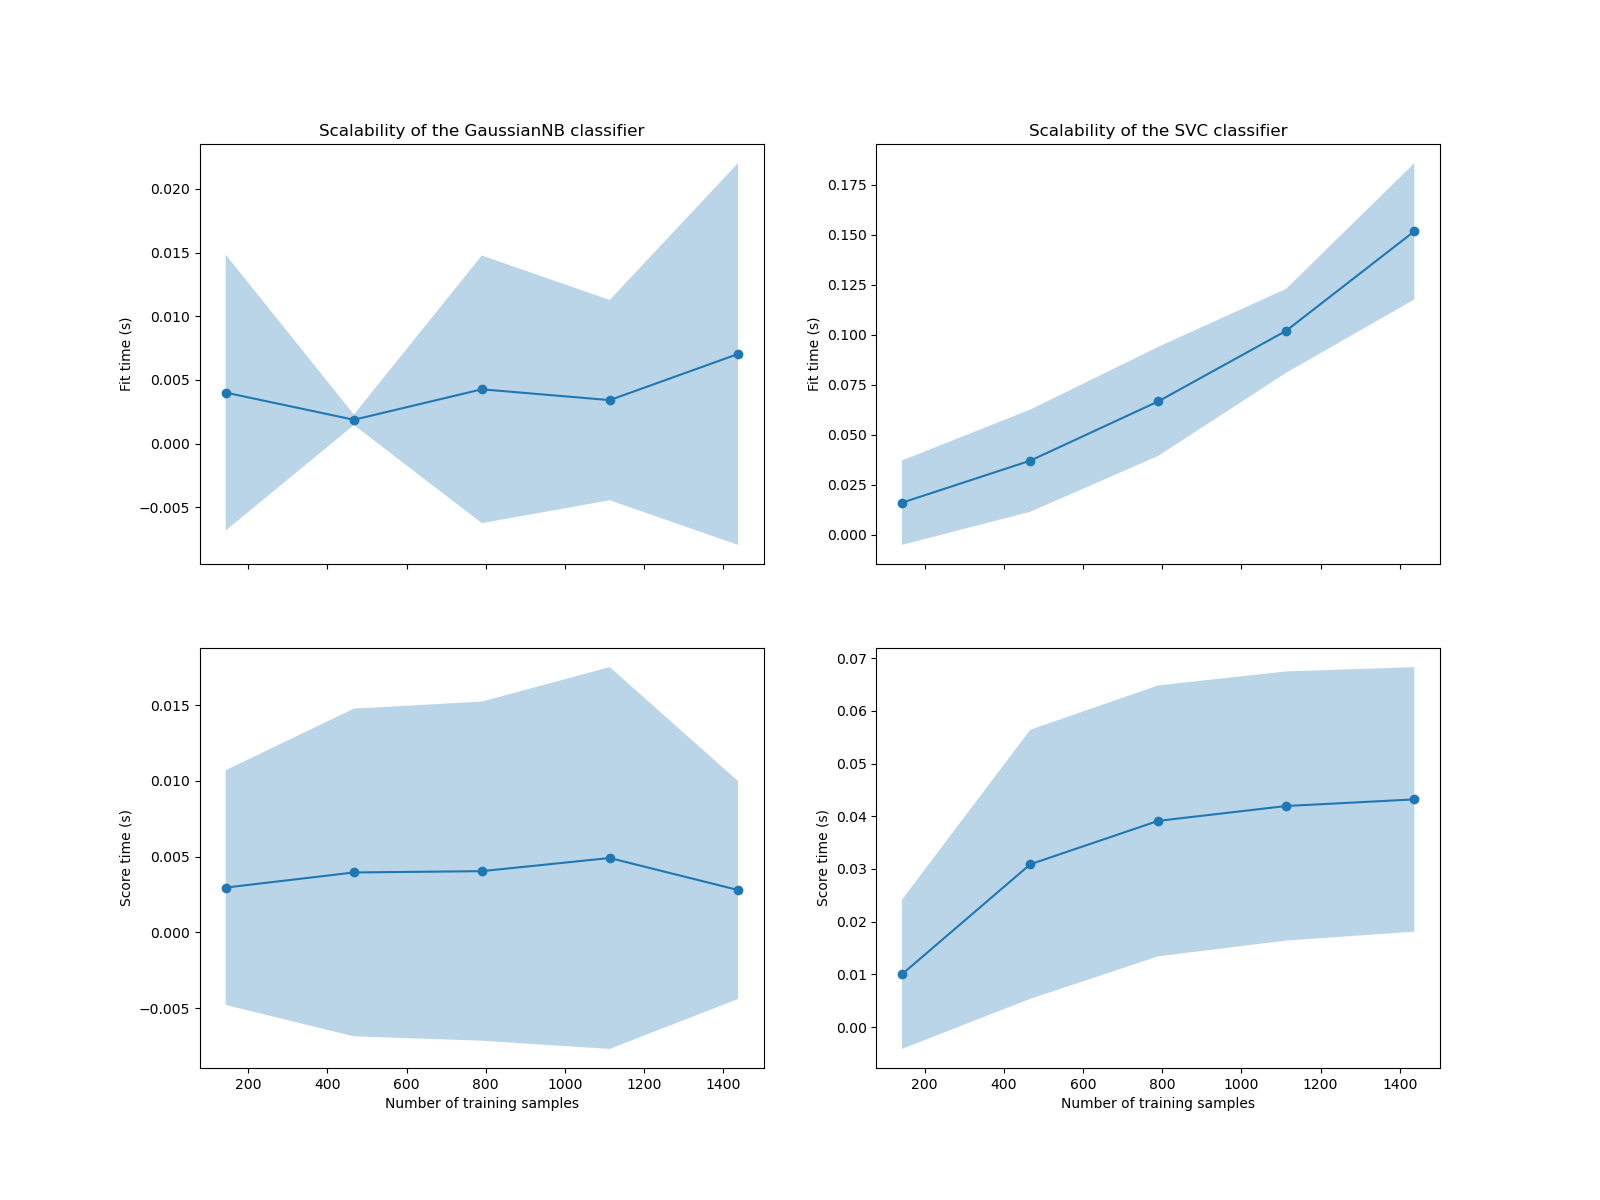 Scalability of the GaussianNB classifier
Fit time (s)
0.020
0.015
0.010
0.005
0.000
−0.005
Scalability of the SVC classifier
Fit time (s)
0.175
0.150
0.125
0.100
0.075
0.050
0.025
0.000
Score time (s)
0.015
0.010
0.005
0.000
−0.005
200 400 600 800 1000 1200 1400
Number of training samples
Score time (s)
0.07
0.06
0.05
0.04
0.03
0.02
0.01
0.00
200 400 600 800 1000 1200 1400
Number of training samples